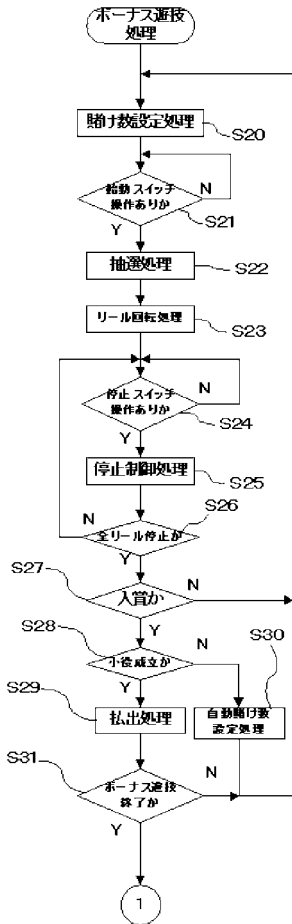 ボーナス遊技
処理
賭け数設定処理
S20
始動スイッチ
操作ありか
N
S21
Y
抽選処理
S22
リール回転処理
S23
停止スイッチ
操作ありか
N
S24
Y
停止制御処理
S25
S26
N
全リール停止か
Y
S27
入賞か
N
Y
S28
小役成立か
N
S30
Y
S29
払出処理
自動賭け数
設定処理
S31
ボーナス遊技
終了か
N
Y
1